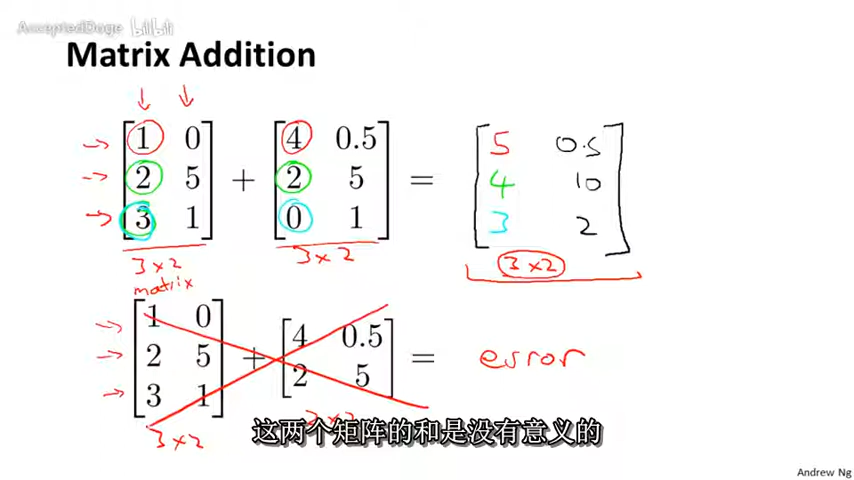 AcceptedDoge bilibili
Matrix Addition
1 0 4 0.5 5 0.5
2 5 + 2 5 = 4 10
3 1 0 1 3 2
3x2 3x2 3x2
matrix
1 0
2 5 + 4 0.5 = error
3 1 2 5
3x2 2x2
这两个矩阵的和是没有意义的
Andrew Ng